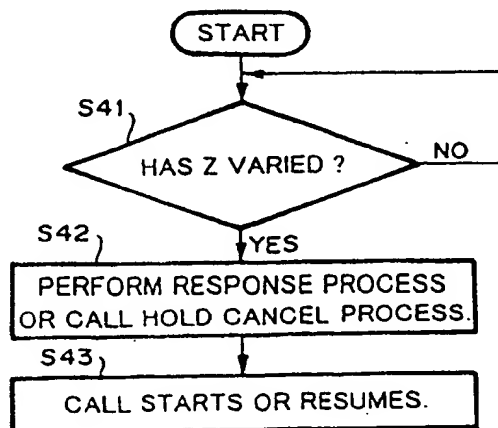 START
S41
HAS Z VARIED ?
NO
YES
S42
PERFORM RESPONSE PROCESS
OR CALL HOLD CANCEL PROCESS.
S43
CALL STARTS OR RESUMES.